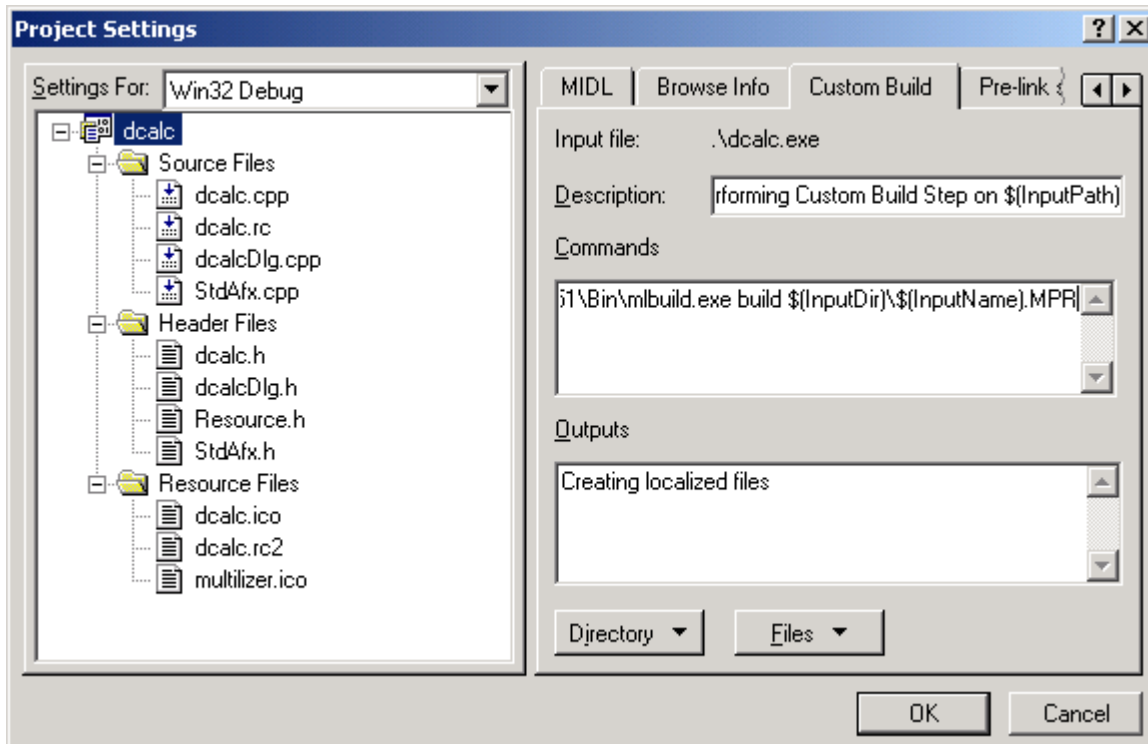 Project Settings
Settings For: Win32 Debug
dcalc
Source Files
dcalc.cpp
dcalc.rc
dcalcDlg.cpp
StdAfx.cpp
Header Files
dcalc.h
dcalcDlg.h
Resource.h
StdAfx.h
Resource Files
dcalc.ico
dcalc.rc2
multilizer.ico
MIDL Browse Info Custom Build Pre-link
Input file: .\dcalc.exe
Description: rforming Custom Build Step on $(InputPath)
Commands
51\Bin\mlbuild.exe build $(InputDir)\$(InputName).MPR
Outputs
Creating localized files
Directory Files
OK Cancel